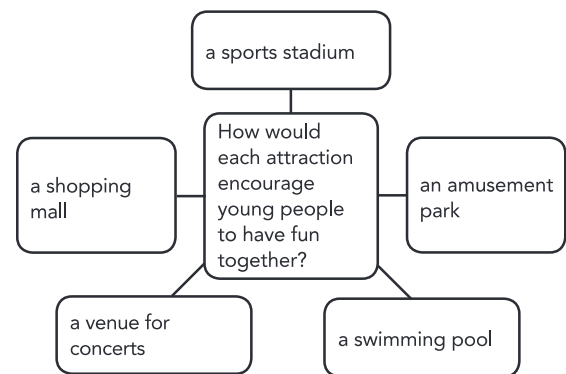 a sports stadium
How would
each attraction
encourage
young people
to have fun
together?
a shopping
mall
an amusement
park
a venue for
concerts
a swimming pool